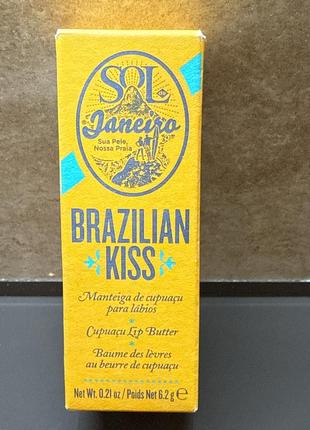 SOL
de
Janeiro
Sua Pele,
Nossa Praia
BRAZILIAN
KISS
Manteiga de cupuaçu
para lábios
Cupuaçu Lip Butter
Baume des lèvres
au beurre de cupuaçu
Net Wt. 0.21 oz / Poids Net 6.2 g ℮